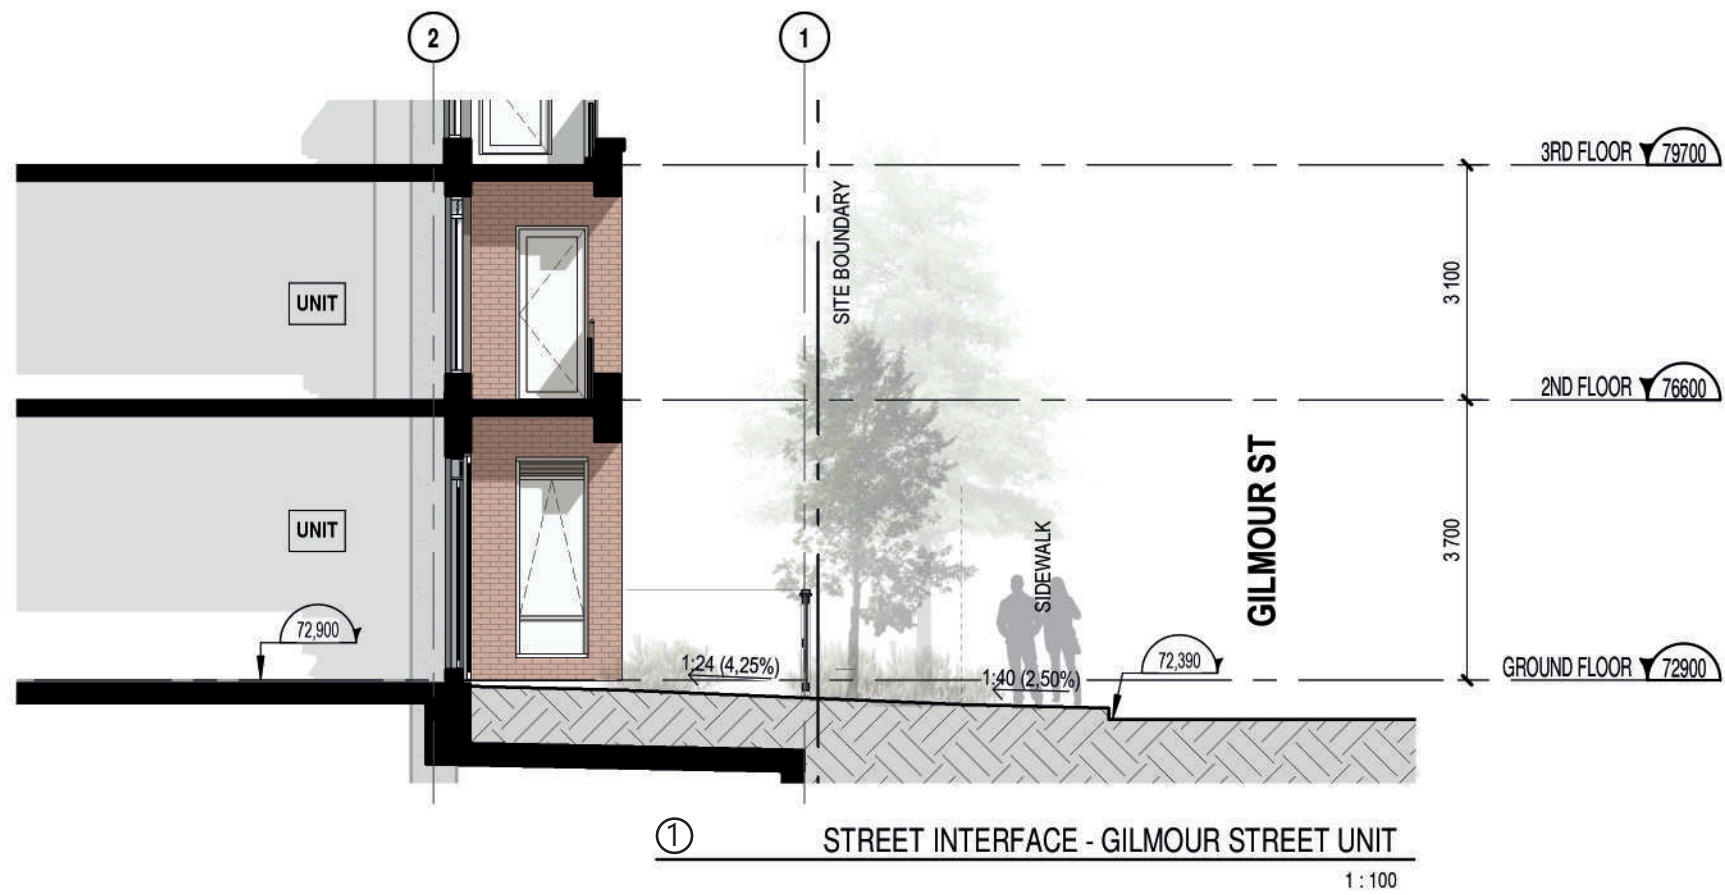 2
1
3RD FLOOR 79700
SITE BOUNDARY
3 100
UNIT
2ND FLOOR 76600
GILMOUR ST
UNIT
3 700
SIDEWALK
72,900
1:24 (4,25%)
1:40 (2,50%)
72,390
GROUND FLOOR 72900
1 STREET INTERFACE - GILMOUR STREET UNIT
1 : 100